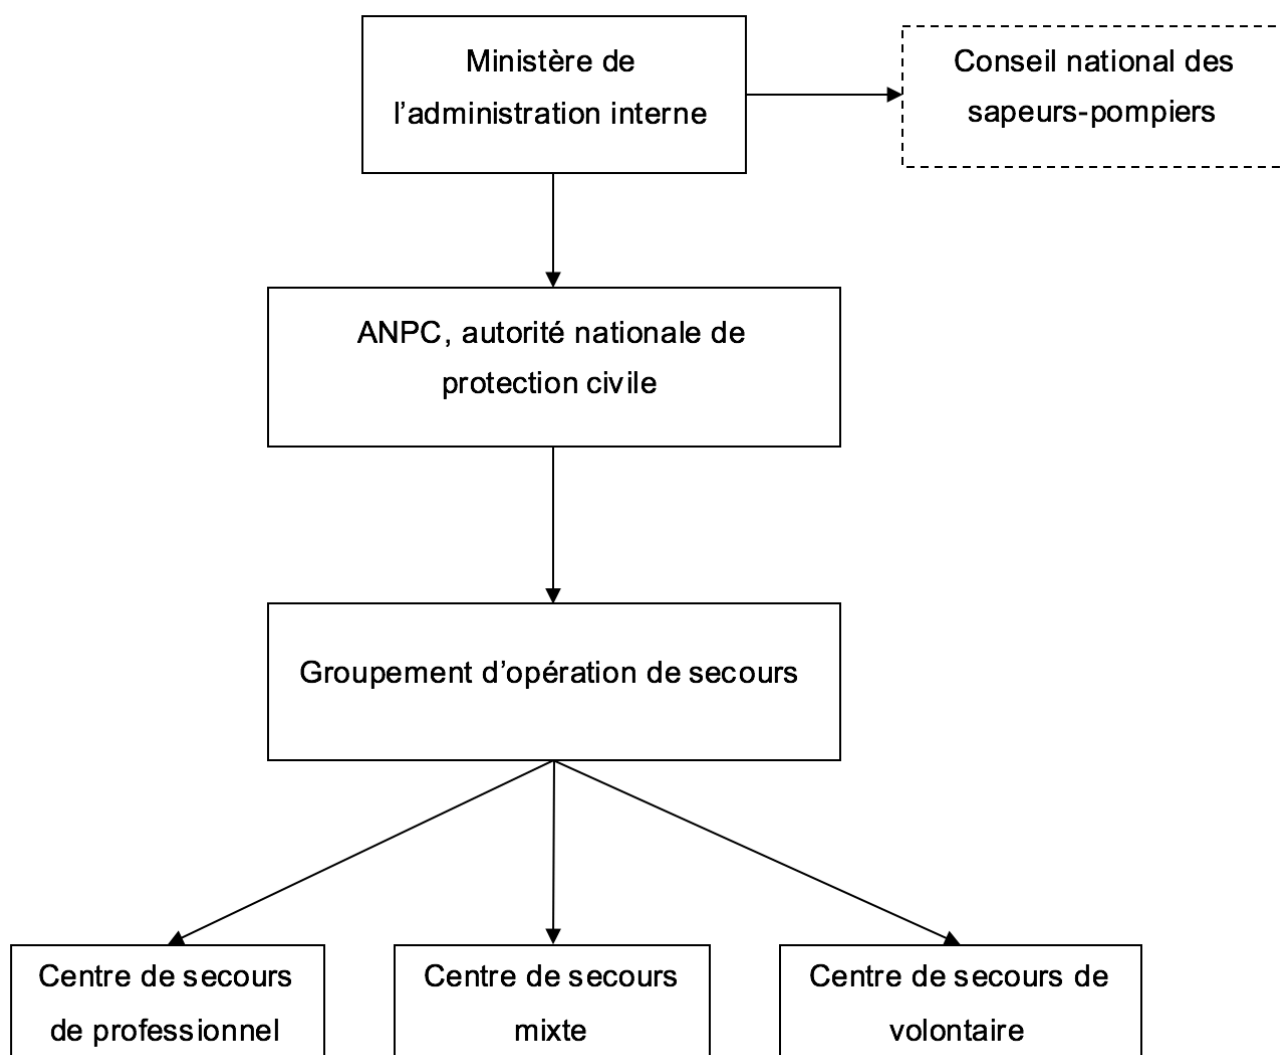 Ministère de
l’administration interne
Conseil national des
sapeurs-pompiers
ANPC, autorité nationale de
protection civile
Groupement d’opération de secours
Centre de secours
de professionnel
Centre de secours
mixte
Centre de secours de
volontaire